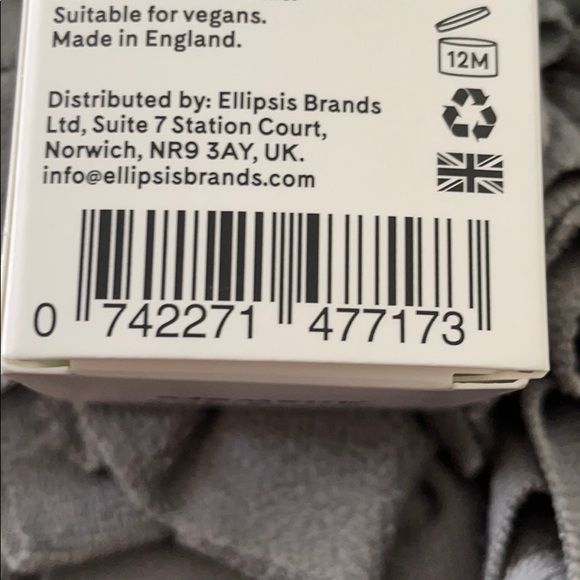 Suitable for vegans.
Made in England.
12M
Distributed by: Ellipsis Brands
Ltd, Suite 7 Station Court,
Norwich, NR9 3AY, UK.
info@ellipsisbrands.com
0 742271 477173